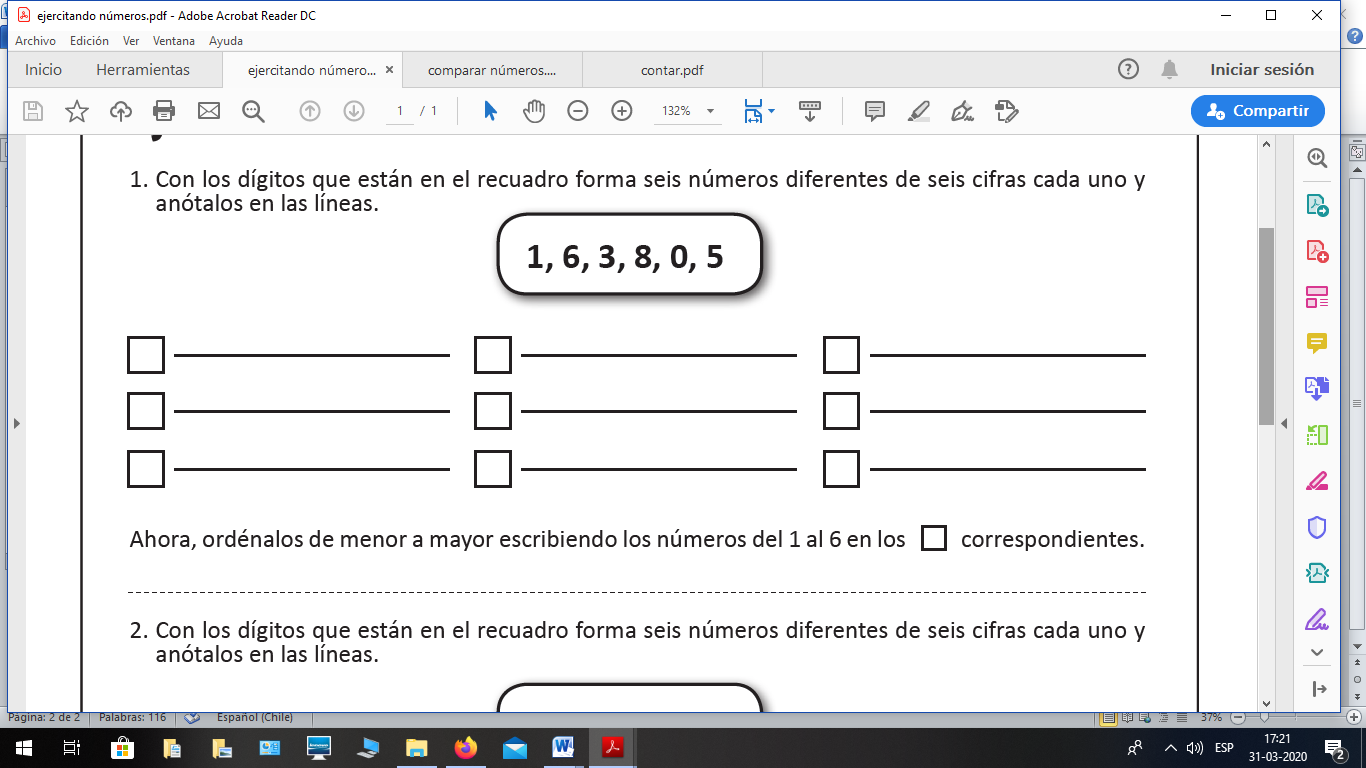 ejercitando números.pdf - Adobe Acrobat Reader DC
Archivo Edición Ver Ventana Ayuda
Inicio Herramientas ejercitando número... × comparar números.... contar.pdf Iniciar sesión
1 / 1 132% Compartir
1. Con los dígitos que están en el recuadro forma seis números diferentes de seis cifras cada uno y
anótalos en las líneas.
1, 6, 3, 8, 0, 5
Ahora, ordénalos de menor a mayor escribiendo los números del 1 al 6 en los correspondientes.
2. Con los dígitos que están en el recuadro forma seis números diferentes de seis cifras cada uno y
anótalos en las líneas.
Página: 2 de 2 Palabras: 116 Español (Chile) 37%
ESP 17:21
31-03-2020 2